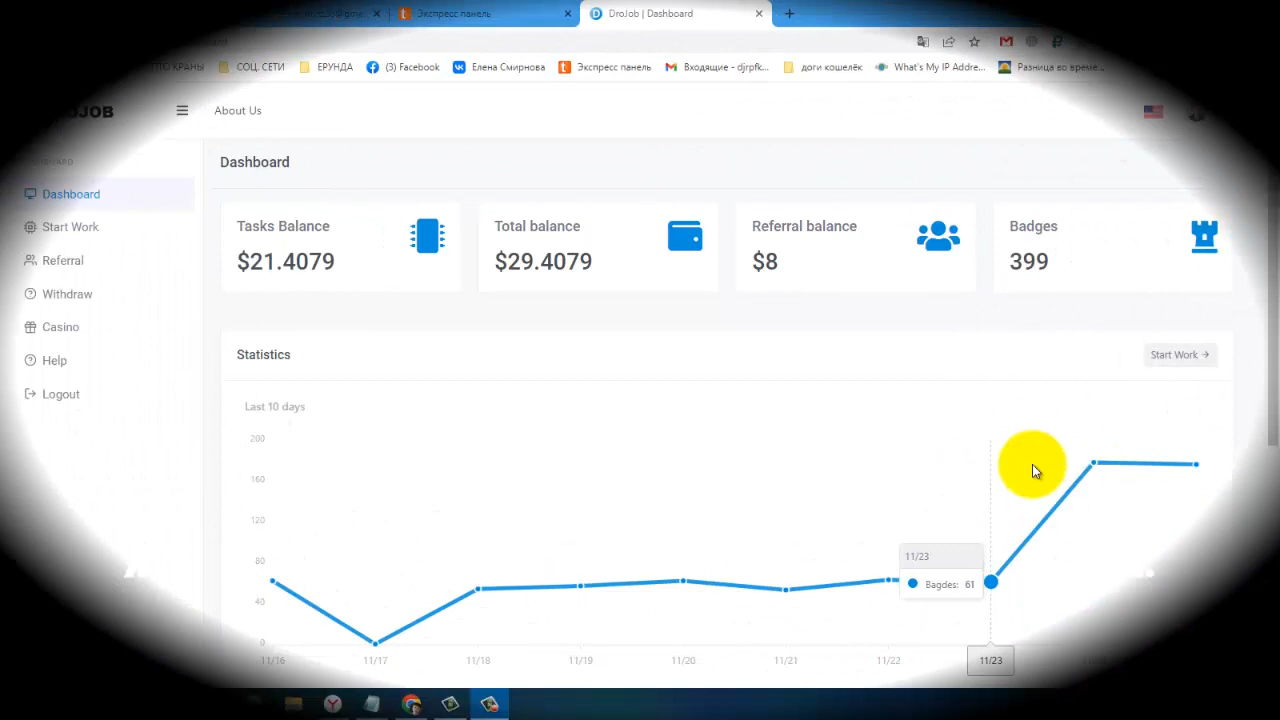 Экспресс панель
DroJob | Dashboard
КРАНЫ
СОЦ. СЕТИ
ЕРУНДА
(3) Facebook
Елена Смирнова
Экспресс панель
Входящие - djrpfk...
доги кошелёк
What's My IP Addre...
Разница во време...
JOB
About Us
Dashboard
Dashboard
Start Work
Referral
Withdraw
Casino
Help
Logout
Tasks Balance
$21.4079
Total balance
$29.4079
Referral balance
$8
Badges
399
Statistics
Start Work →
Last 10 days
200
160
120
80
40
0
11/23
Bagdes: 61
11/16
11/17
11/18
11/19
11/20
11/21
11/22
11/23